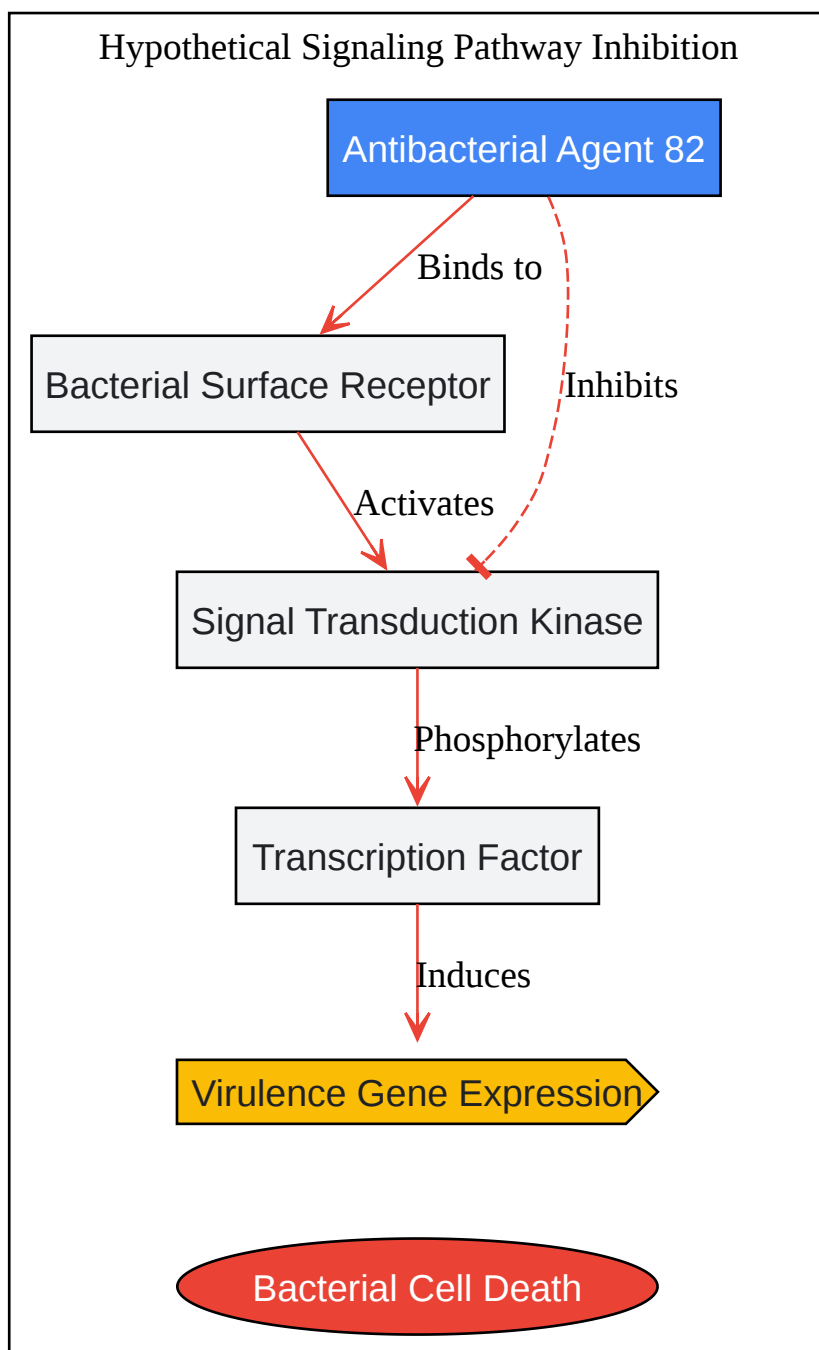 Hypothetical Signaling Pathway Inhibition
Antibacterial Agent 82
Binds to
Bacterial Surface Receptor
Inhibits
Activates
Signal Transduction Kinase
Phosphorylates
Transcription Factor
Induces
Virulence Gene Expression
Bacterial Cell Death